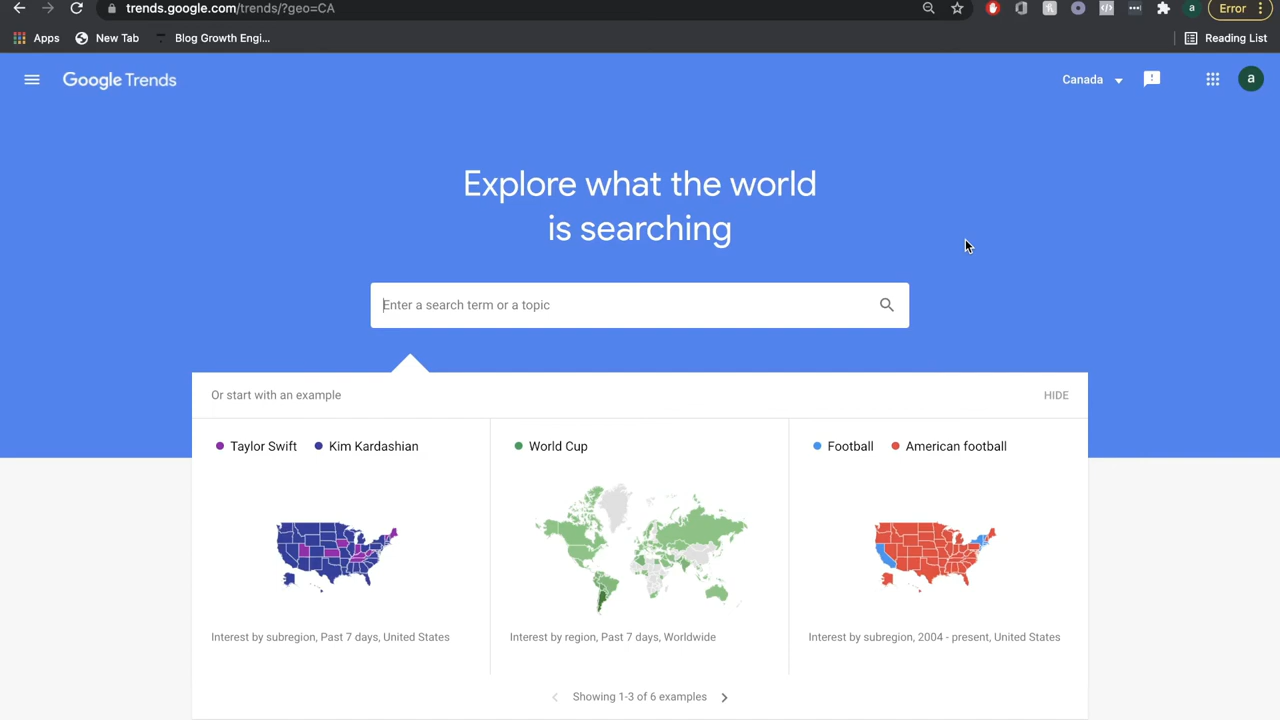 trends.google.com/trends/?geo=CA
a
Error
Apps
New Tab
Blog Growth Engi...
Reading List
Google Trends
Canada
a
Explore what the world
is searching
Enter a search term or a topic
Or start with an example
HIDE
Taylor Swift
Kim Kardashian
World Cup
Football
American football
Interest by subregion, Past 7 days, United States
Interest by region, Past 7 days, Worldwide
Interest by subregion, 2004 - present, United States
Showing 1-3 of 6 examples